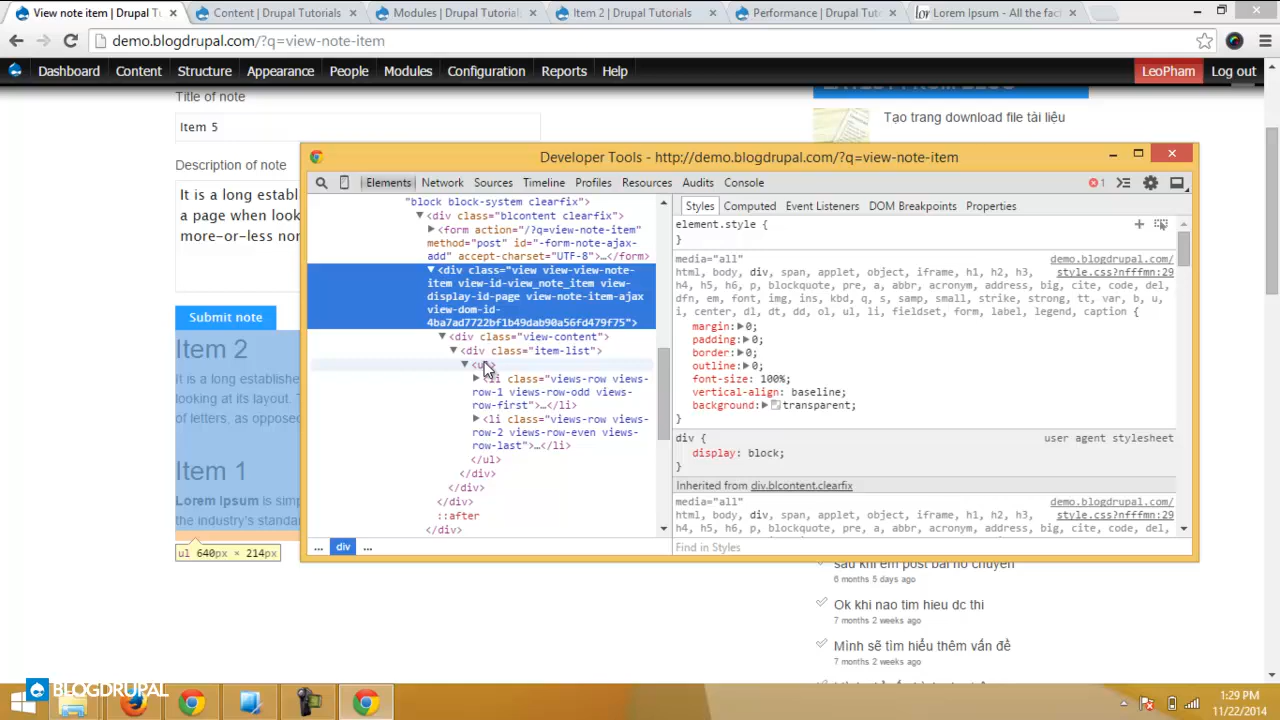 View note item | Drupal Tu
Content | Drupal Tutorials
Modules | Drupal Tutorials
Item 2 | Drupal Tutorials
Performance | Drupal Tuto
Lorem Ipsum - All the fac
demo.blogdrupal.com/?q=view-note-item
Dashboard Content Structure Appearance People Modules Configuration Reports Help LeoPham Log out
Title of note
LATEST FROM BLOG
Item 5
Tạo trang download file tài liệu
Description of note
It is a long establ
a page when look
more-or-less nor
Submit note
Item 2
It is a long establishe
looking at its layout. T
of letters, as opposed
Item 1
Lorem Ipsum is simp
the industry's standar
ul 640px × 214px
Developer Tools - http://demo.blogdrupal.com/?q=view-note-item
Elements Network Sources Timeline Profiles Resources Audits Console 1
"block block-system clearfix">
<div class="blcontent clearfix">
<form action="/?q=view-note-item"
method="post" id="-form-note-ajax-
add" accept-charset="UTF-8">…</form>
<div class="view view-view-note-
item view-id-view_note_item view-
display-id-page view-note-item-ajax
view-dom-id-
4ba7ad7722bf1b49dab90a56fd479f75">
<div class="view-content">
<div class="item-list">
<ul>
<li class="views-row views-
row-1 views-row-odd views-
row-first">…</li>
<li class="views-row views-
row-2 views-row-even views-
row-last">…</li>
</ul>
</div>
</div>
</div>
::after
</div>
... div ...
Styles Computed Event Listeners DOM Breakpoints Properties
element.style {
}
media="all" demo.blogdrupal.com/
html, body, div, span, applet, object, iframe, h1, h2, h3, style.css?nfffmn:29
h4, h5, h6, p, blockquote, pre, a, abbr, acronym, address, big, cite, code, del,
dfn, em, font, img, ins, kbd, q, s, samp, small, strike, strong, tt, var, b, u,
i, center, dl, dt, dd, ol, ul, li, fieldset, form, label, legend, caption {
margin: 0;
padding: 0;
border: 0;
outline: 0;
font-size: 100%;
vertical-align: baseline;
background: transparent;
}
div { user agent stylesheet
display: block;
}
Inherited from div.blcontent.clearfix
media="all" demo.blogdrupal.com/
html, body, div, span, applet, object, iframe, h1, h2, h3, style.css?nfffmn:29
h4, h5, h6, p, blockquote, pre, a, abbr, acronym, address, big, cite, code, del,
Find in Styles
6 months 5 days ago
Ok khi nao tim hieu dc thi
7 months 2 weeks ago
Mình sẽ tìm hiểu thêm vấn đề
7 months 2 weeks ago
BLOGDRUPAL
1:29 PM
11/22/2014